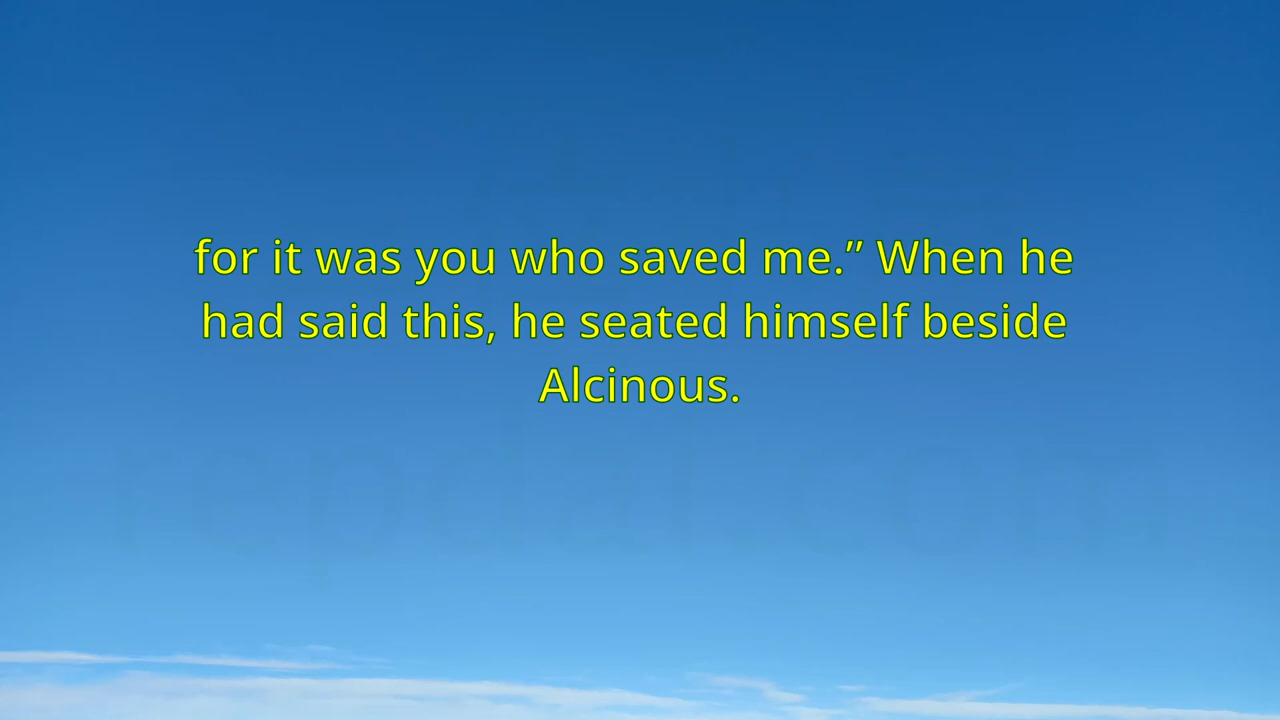 for it was you who saved me.” When he
had said this, he seated himself beside
Alcinous.